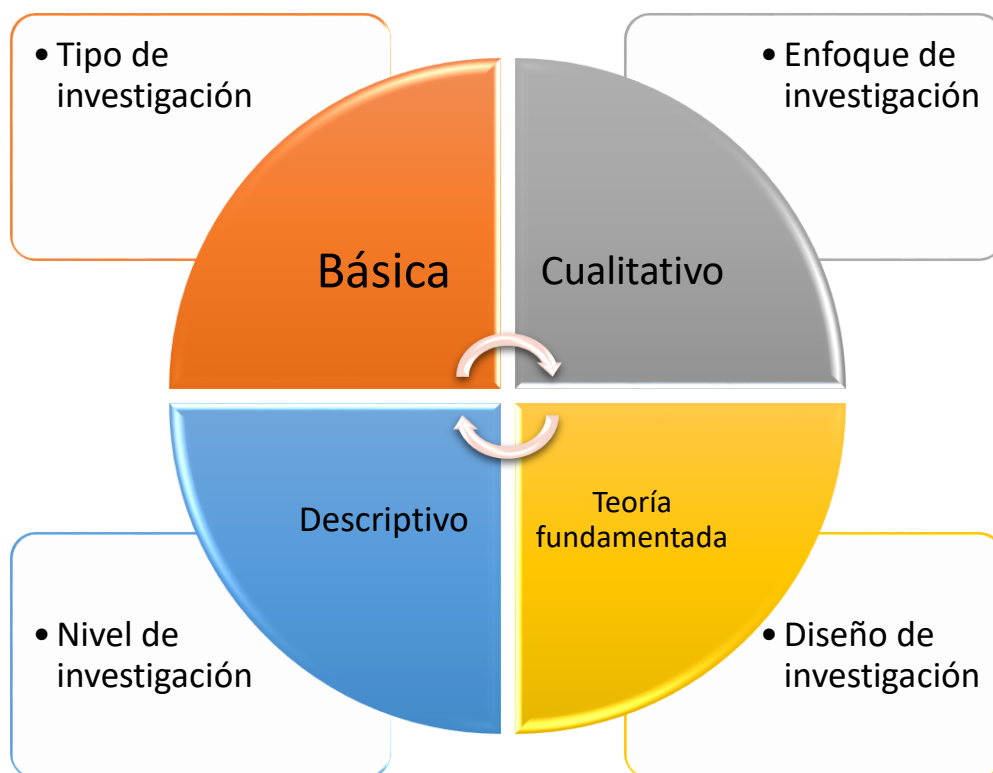 • Tipo de
investigación
• Enfoque de
investigación
Básica
Cualitativo
Descriptivo
Teoría
fundamentada
• Nivel de
investigación
• Diseño de
investigación